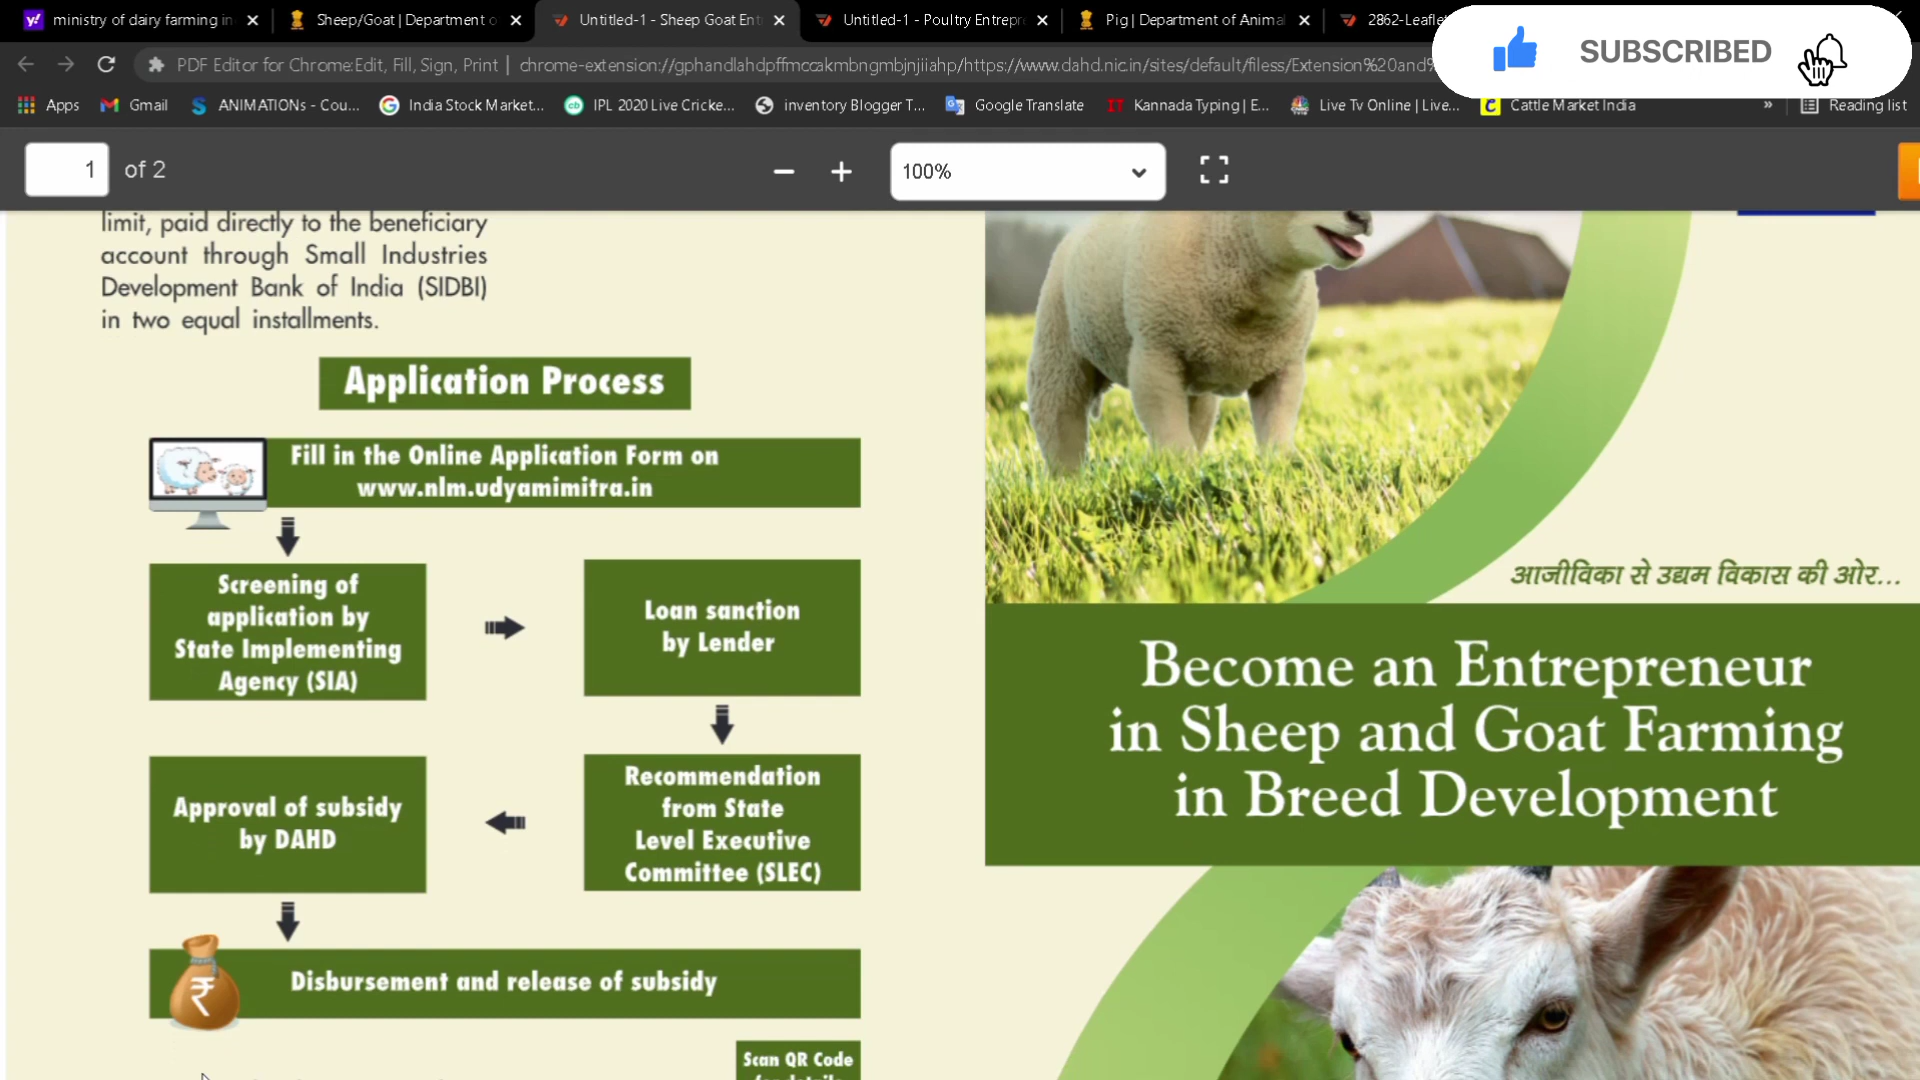 ministry of dairy farming in
Sheep/Goat | Department o
Untitled-1 - Sheep Goat Ent
Untitled-1 - Poultry Entrepr
Pig | Department of Animal
2862-Leaflet
SUBSCRIBED
PDF Editor for Chrome:Edit, Fill, Sign, Print
chrome-extension://gphandlahdpffmccakmbngmbjnjiiahp/https://www.dahd.nic.in/sites/default/filess/Extension%20and%
Apps
Gmail
ANIMATIONs - Cou...
India Stock Market...
IPL 2020 Live Cricke...
inventory Blogger T...
Google Translate
Kannada Typing | E...
Live Tv Online | Live...
Cattle Market India
»
Reading list
1 of 2
100%
limit, paid directly to the beneficiary
account through Small Industries
Development Bank of India (SIDBI)
in two equal installments.
Application Process
Fill in the Online Application Form on
www.nlm.udyamimitra.in
Screening of
application by
State Implementing
Agency (SIA)
Loan sanction
by Lender
Recommendation
from State
Level Executive
Committee (SLEC)
Approval of subsidy
by DAHD
₹
Disbursement and release of subsidy
Scan QR Code
आजीविका से उद्यम विकास की ओर...
Become an Entrepreneur
in Sheep and Goat Farming
in Breed Development